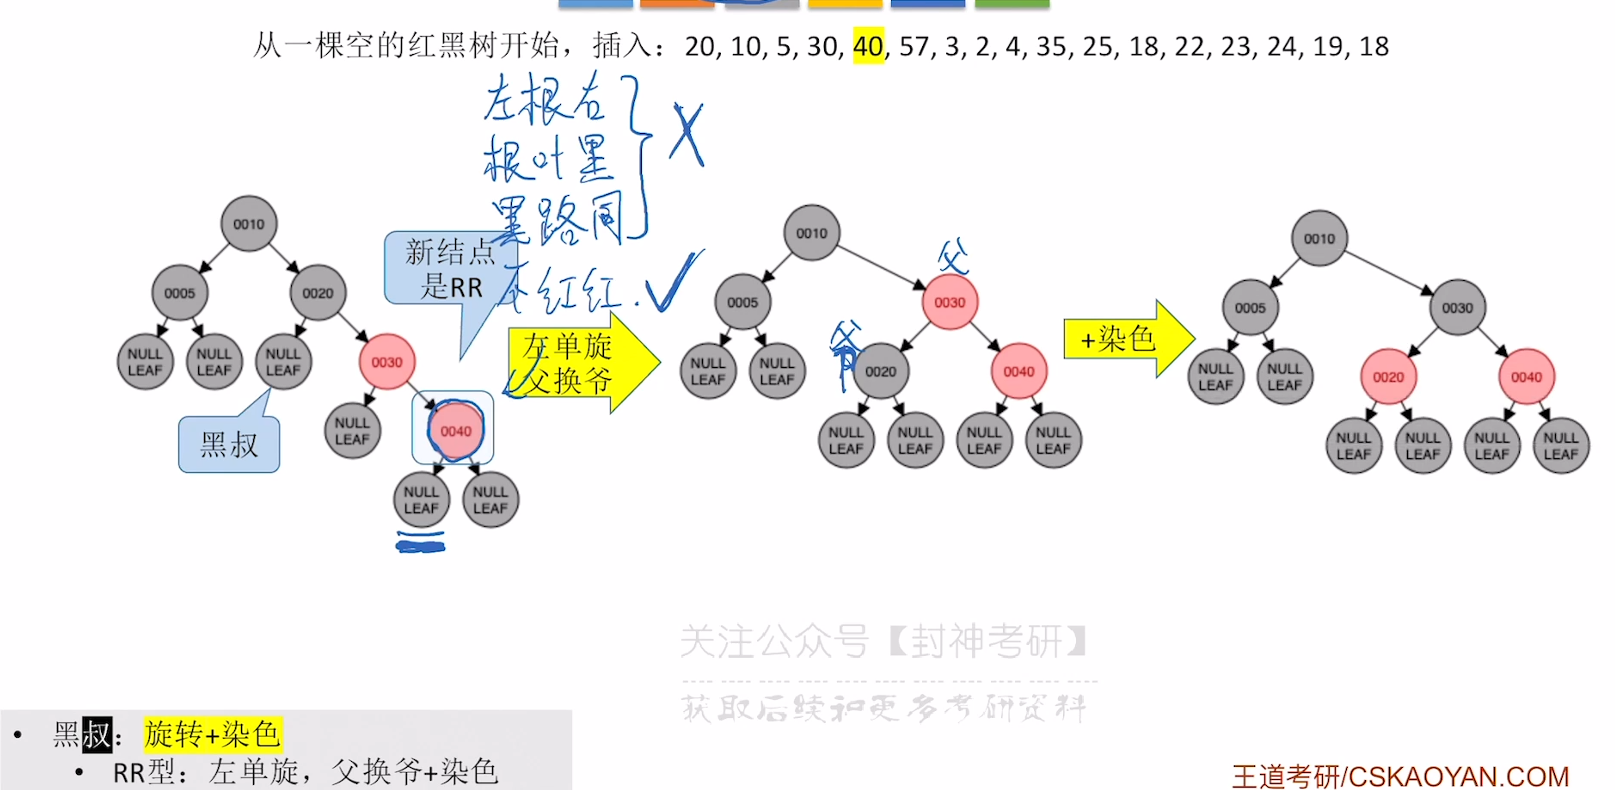 从一棵空的红黑树开始，插入：20, 10, 5, 30, 40, 57, 3, 2, 4, 35, 25, 18, 22, 23, 24, 19, 18
左根右
根叶黑
黑路同
不红红.
新结点
是RR
左单旋
父换爷
+染色
黑叔
0010
0005
0020
NULL
LEAF
NULL
LEAF
NULL
LEAF
0030
NULL
LEAF
0040
NULL
LEAF
NULL
LEAF
0010
父
0005
0030
爷
NULL
LEAF
NULL
LEAF
0020
0040
NULL
LEAF
NULL
LEAF
NULL
LEAF
NULL
LEAF
0010
0005
0030
NULL
LEAF
NULL
LEAF
0020
0040
NULL
LEAF
NULL
LEAF
NULL
LEAF
NULL
LEAF
关注公众号【封神考研】
获取后续和更多考研资料
• 黑叔：旋转+染色
• RR型：左单旋，父换爷+染色
王道考研/CSKAOYAN.COM